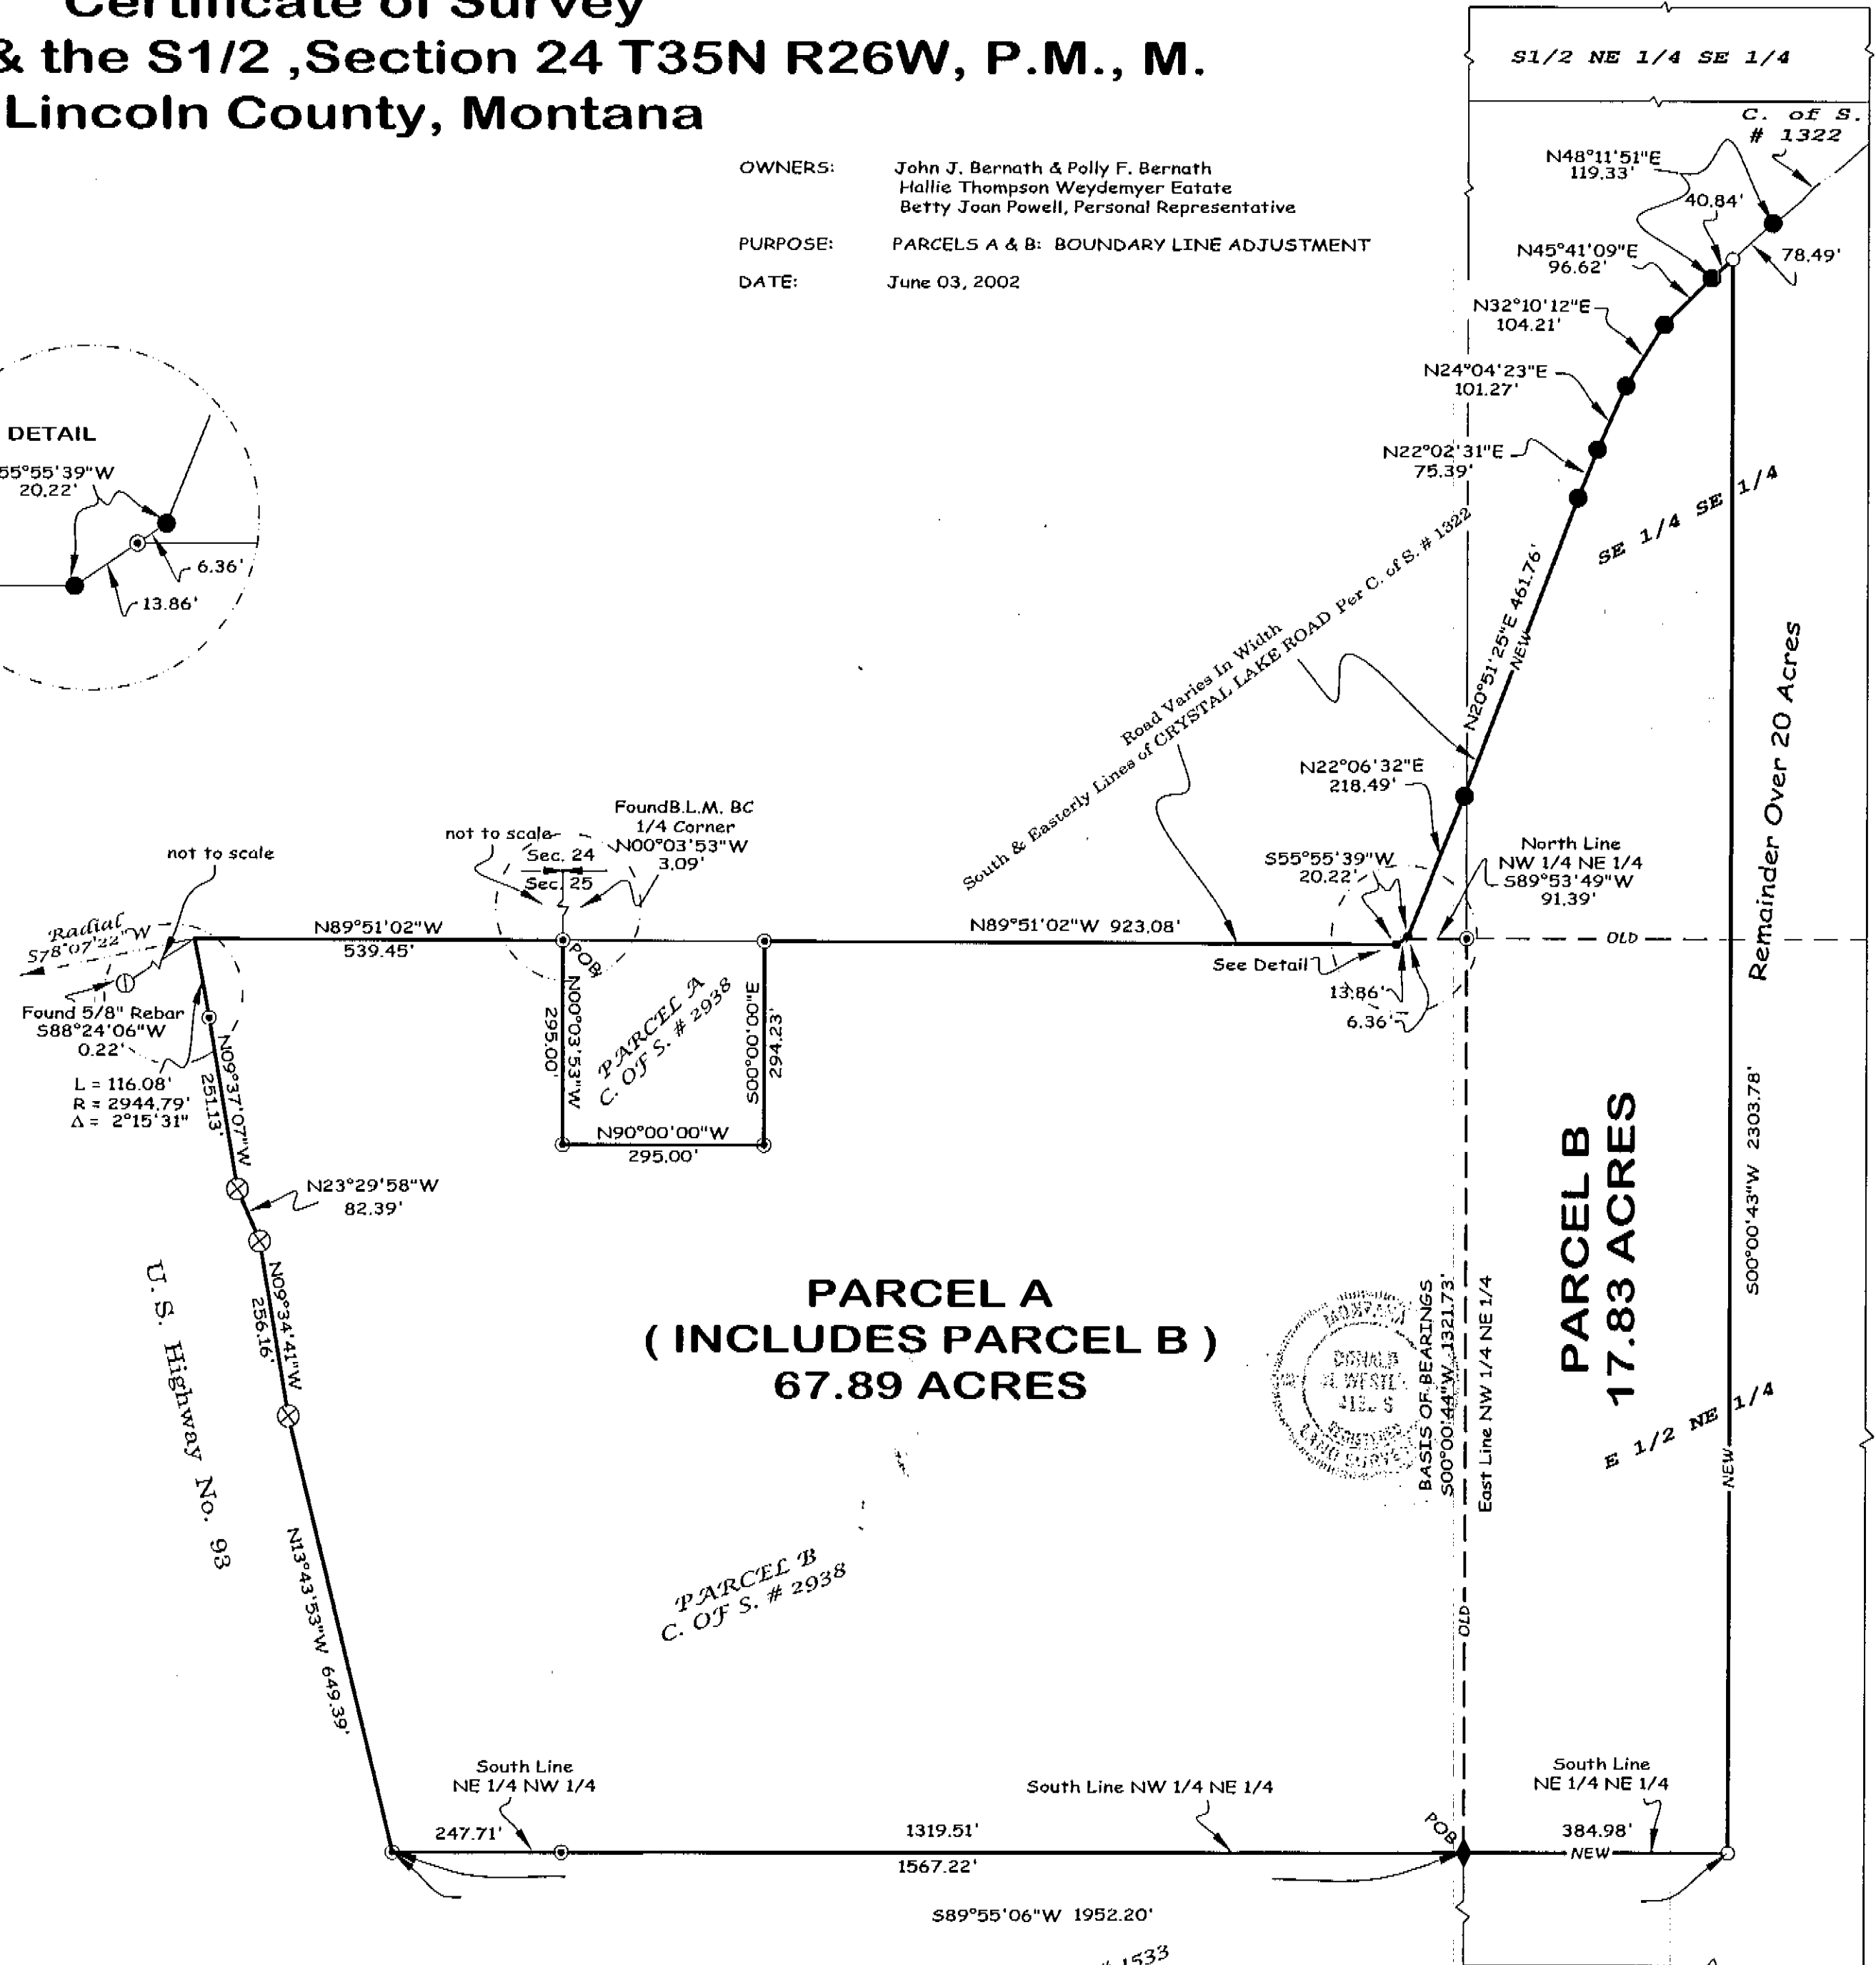 Certificate of Survey
& the S1/2 ,Section 24 T35N R26W, P.M., M.
Lincoln County, Montana
OWNERS: John J. Bernath & Polly F. Bernath
Hallie Thompson Weydemyer Eatate
Betty Joan Powell, Personal Representative
PURPOSE: PARCELS A & B: BOUNDARY LINE ADJUSTMENT
DATE: June 03, 2002
S1/2 NE 1/4 SE 1/4
C. of S.
# 1322
N48°11'51"E
119.33'
40.84'
78.49'
N45°41'09"E
96.62'
N32°10'12"E
104.21'
N24°04'23"E
101.27'
N22°02'31"E
75.39'
SE 1/4 SE 1/4
N20°51'25"E 461.76'
NEW
DETAIL
55°55'39"W
20.22'
6.36'
13.86'
Road Varies In Width
South & Easterly Lines of CRYSTAL LAKE ROAD Per C. of S. # 1322
Remainder Over 20 Acres
N22°06'32"E
218.49'
S55°55'39"W
20.22'
North Line
NW 1/4 NE 1/4
S89°53'49"W
91.39'
OLD
See Detail
13.86'
6.36'
not to scale
not to scale
Sec. 24
Sec. 25
FoundB.L.M. BC
1/4 Corner
N00°03'53"W
3.09'
Radial
S78°07'22"W
N89°51'02"W
539.45'
POB
N89°51'02"W 923.08'
Found 5/8" Rebar
S88°24'06"W
0.22'
L = 116.08'
R = 2944.79'
Δ = 2°15'31"
N09°37'07"W
251.13'
N00°03'53"W
295.00'
PARCEL A
C. OF S. # 2938
S00°00'00"E
294.23'
N90°00'00"W
295.00'
N23°29'58"W
82.39'
N09°34'41"W
256.16'
U.S. Highway No. 93
N13°43'53"W 649.39'
PARCEL A
( INCLUDES PARCEL B )
67.89 ACRES
DONALD
REGISTERED
LAND SURVE
BASIS OF BEARINGS
S00°00'44"W 1321.73'
East Line NW 1/4 NE 1/4
OLD
PARCEL B
17.83 ACRES
S00°00'43"W 2303.78'
E 1/2 NE 1/4
NEW
PARCEL B
C. OF S. # 2938
South Line
NE 1/4 NW 1/4
247.71'
South Line NW 1/4 NE 1/4
1319.51'
1567.22'
POB
South Line
NE 1/4 NE 1/4
384.98'
NEW
S89°55'06"W 1952.20'
# 1533